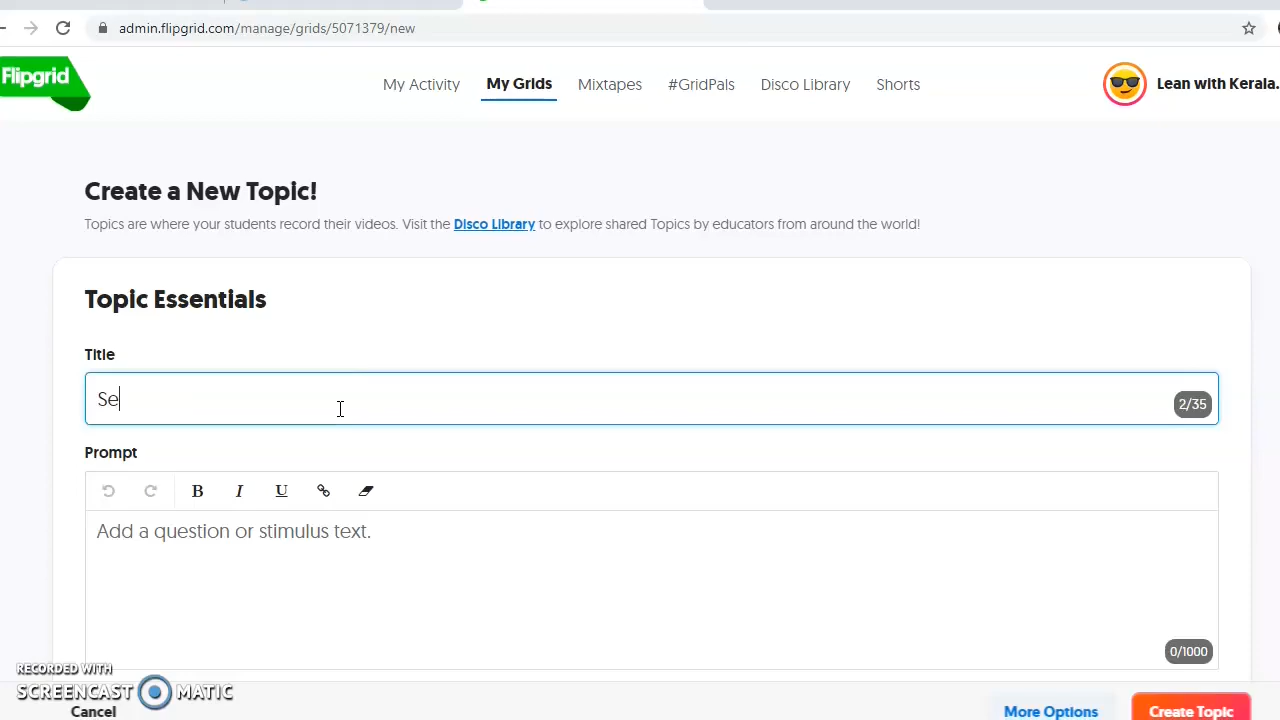 admin.flipgrid.com/manage/grids/5071379/new
Flipgrid
My Activity
My Grids
Mixtapes
#GridPals
Disco Library
Shorts
Lean with Kerala.
Create a New Topic!
Topics are where your students record their videos. Visit the Disco Library to explore shared Topics by educators from around the world!
Topic Essentials
Title
Se
2/35
Prompt
B I U
Add a question or stimulus text.
0/1000
RECORDED WITH
SCREENCAST MATIC
Cancel
More Options
Create Topic